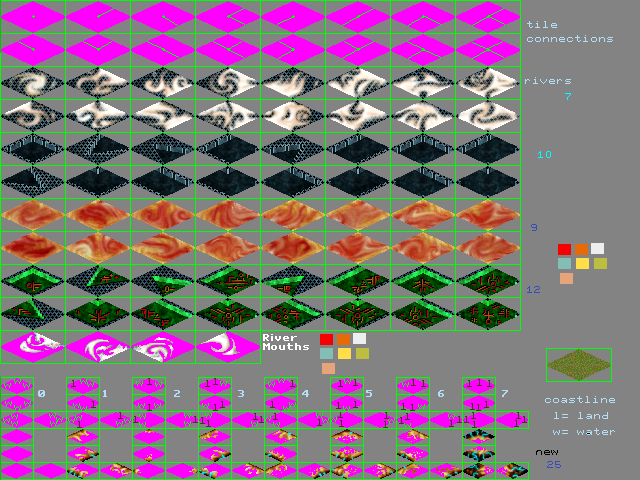 tile
connections
rivers
7
10
9
12
River
Mouths
0 1 2 3 4 5 6 7
coastline
l= land
w= water
new
25